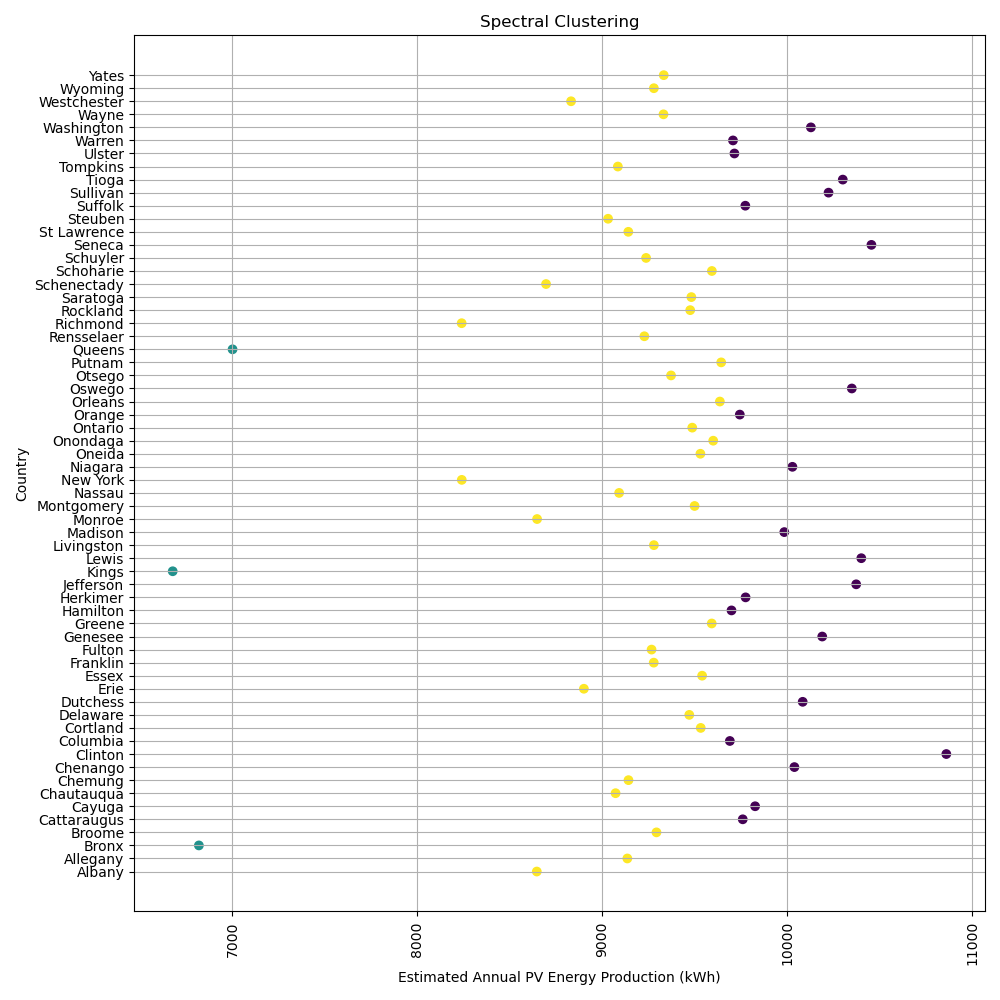 Spectral Clustering
Yates
Wyoming
Westchester
Wayne
Washington
Warren
Ulster
Tompkins
Tioga
Sullivan
Suffolk
Steuben
St Lawrence
Seneca
Schuyler
Schoharie
Schenectady
Saratoga
Rockland
Richmond
Rensselaer
Queens
Putnam
Otsego
Oswego
Orleans
Orange
Ontario
Onondaga
Oneida
Niagara
New York
Nassau
Montgomery
Monroe
Madison
Livingston
Lewis
Kings
Jefferson
Herkimer
Hamilton
Greene
Genesee
Fulton
Franklin
Essex
Erie
Dutchess
Delaware
Cortland
Columbia
Clinton
Chenango
Chemung
Chautauqua
Cayuga
Cattaraugus
Broome
Bronx
Allegany
Albany
Country
7000
8000
9000
10000
11000
Estimated Annual PV Energy Production (kWh)